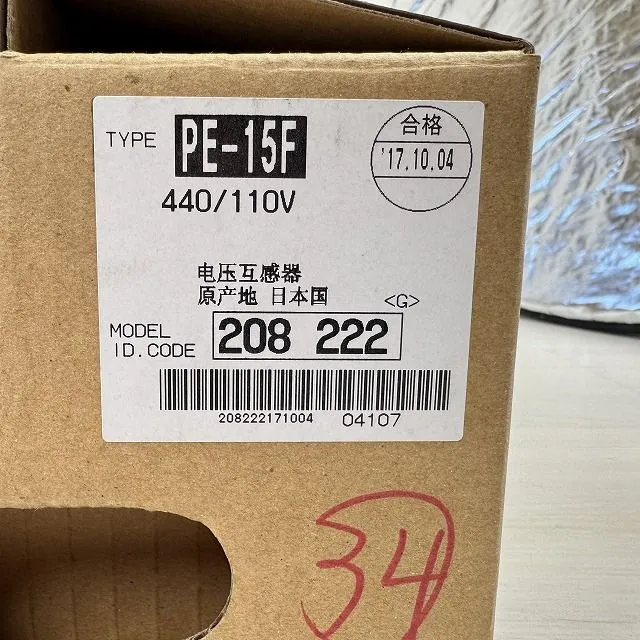 TYPE PE-15F
440/110V
合格
'17.10.04
电压互感器
原产地 日本国 <G>
MODEL
ID.CODE 208 222
208222171004 04107
34